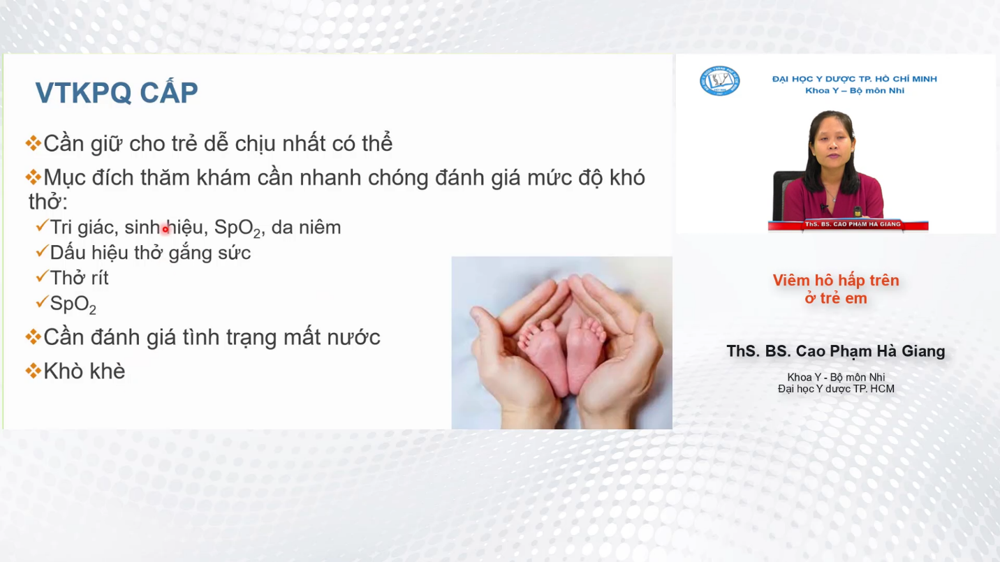 VTKPQ CẤP
Cần giữ cho trẻ dễ chịu nhất có thể
Mục đích thăm khám cần nhanh chóng đánh giá mức độ khó
thở:
Tri giác, sinh hiệu, SpO₂, da niêm
Dấu hiệu thở gắng sức
Thở rít
SpO₂
Cần đánh giá tình trạng mất nước
Khò khè
ĐẠI HỌC Y DƯỢC TP. HỒ CHÍ MINH
Khoa Y – Bộ môn Nhi
ThS. BS. CAO PHẠM HÀ GIANG
Viêm hô hấp trên
ở trẻ em
ThS. BS. Cao Phạm Hà Giang
Khoa Y - Bộ môn Nhi
Đại học Y dược TP. HCM